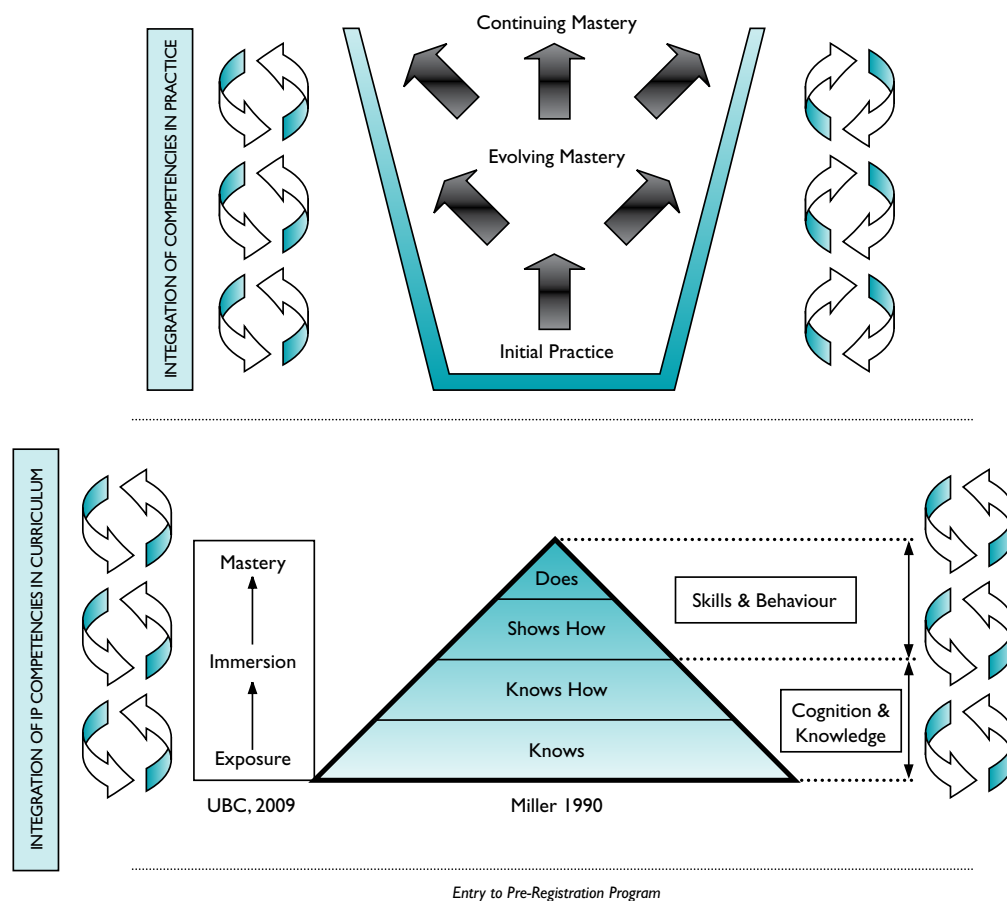 INTEGRATION OF COMPETENCIES IN PRACTICE
Continuing Mastery
Evolving Mastery
Initial Practice
INTEGRATION OF IP COMPETENCIES IN CURRICULUM
Mastery
Immersion
Exposure
UBC, 2009
Does
Shows How
Knows How
Knows
Miller 1990
Skills & Behaviour
Cognition &
Knowledge
Entry to Pre-Registration Program